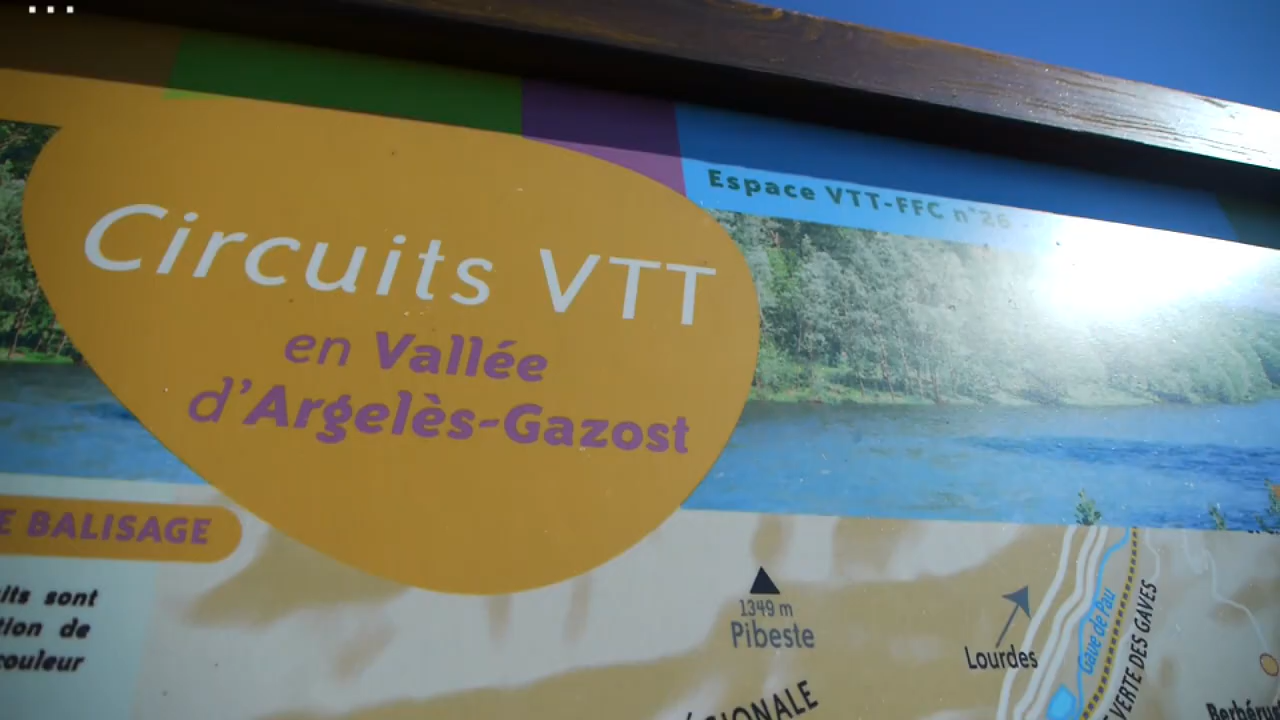 Espace VTT-FFC n°26
Circuits VTT
en Vallée
d'Argelès-Gazost
E BALISAGE
its sont
tion de
couleur
1349 m
Pibeste
Lourdes
Gave de Pau
VERTE DES GAVES
GIONALE
Berbérus